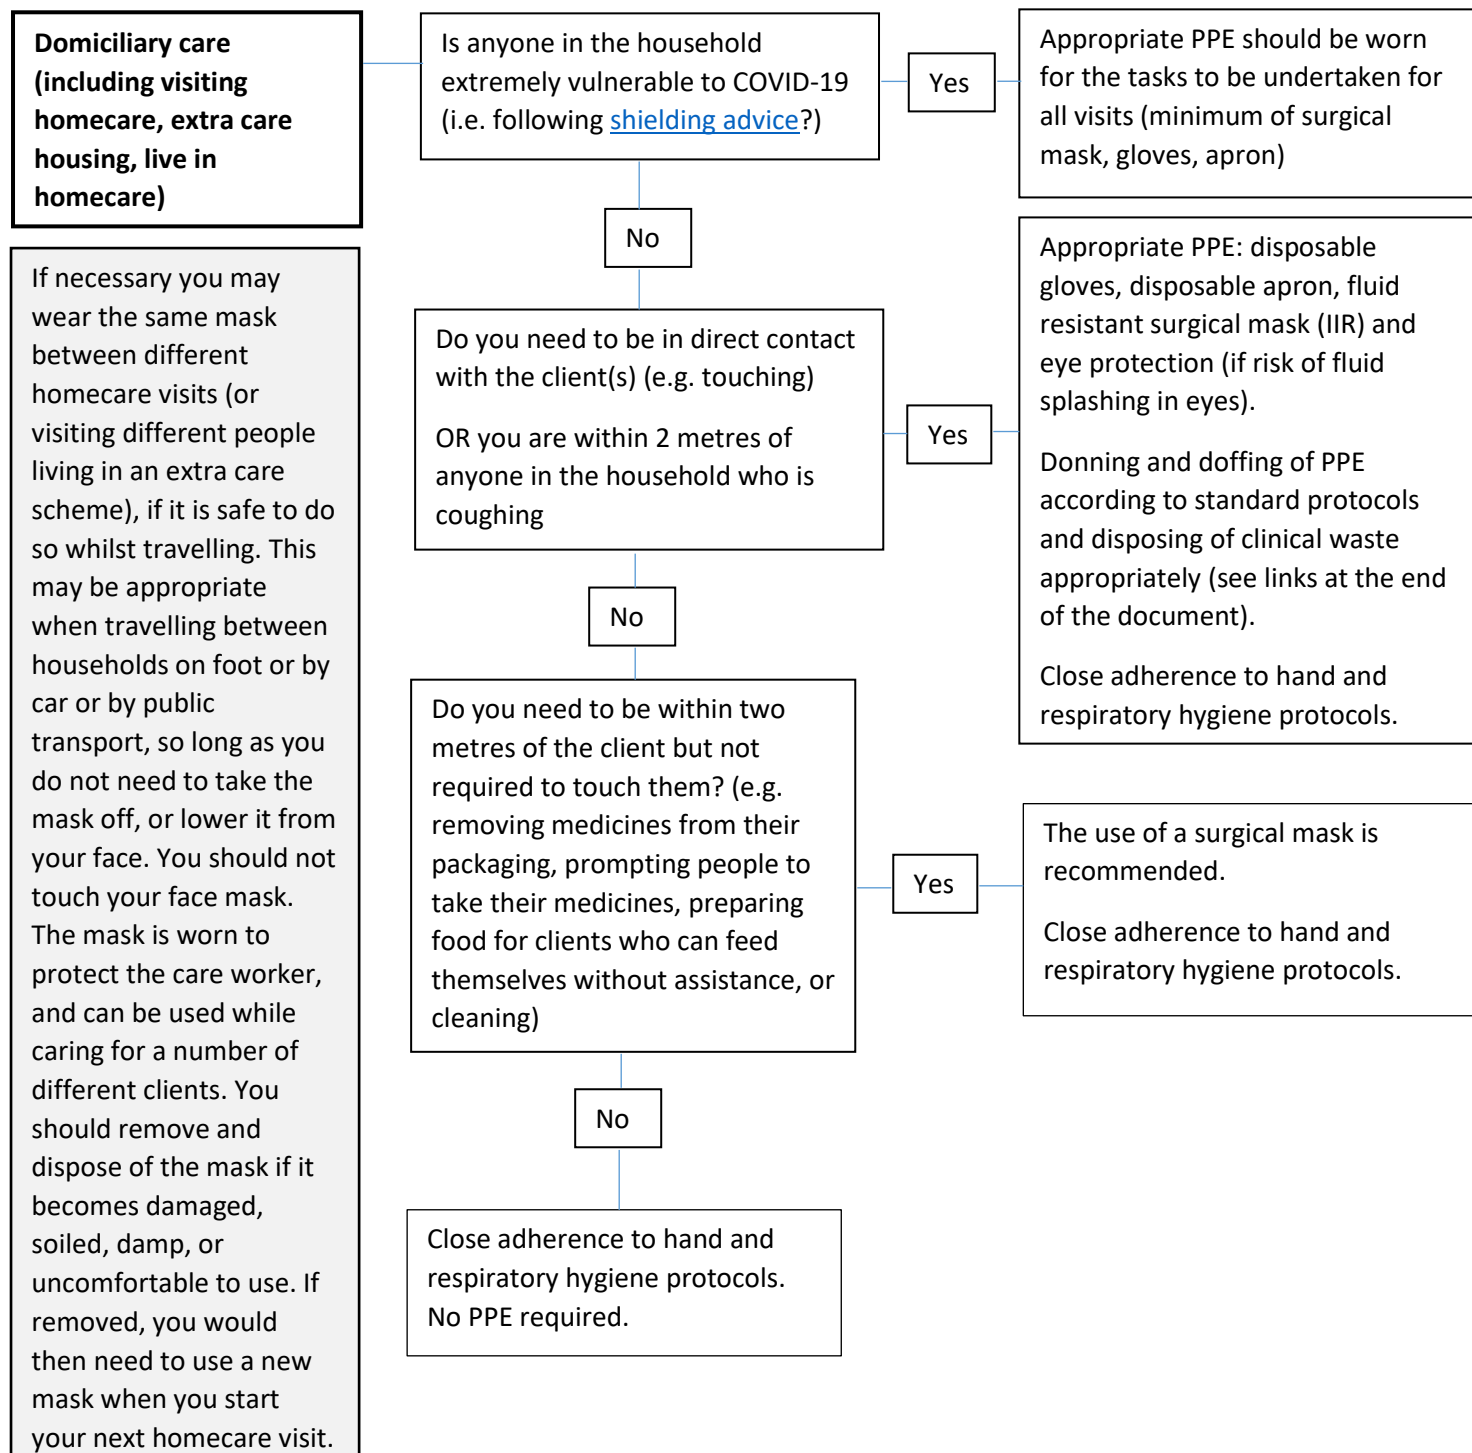 Domiciliary care
(including visiting
homecare, extra care
housing, live in
homecare)
Is anyone in the household
extremely vulnerable to COVID-19
(i.e. following shielding advice?)
Yes
Appropriate PPE should be worn
for the tasks to be undertaken for
all visits (minimum of surgical
mask, gloves, apron)
No
Do you need to be in direct contact
with the client(s) (e.g. touching)
OR you are within 2 metres of
anyone in the household who is
coughing
Yes
Appropriate PPE: disposable
gloves, disposable apron, fluid
resistant surgical mask (IIR) and
eye protection (if risk of fluid
splashing in eyes).
Donning and doffing of PPE
according to standard protocols
and disposing of clinical waste
appropriately (see links at the end
of the document).
Close adherence to hand and
respiratory hygiene protocols.
No
Do you need to be within two
metres of the client but not
required to touch them? (e.g.
removing medicines from their
packaging, prompting people to
take their medicines, preparing
food for clients who can feed
themselves without assistance, or
cleaning)
Yes
The use of a surgical mask is
recommended.
Close adherence to hand and
respiratory hygiene protocols.
No
Close adherence to hand and
respiratory hygiene protocols.
No PPE required.
If necessary you may
wear the same mask
between different
homecare visits (or
visiting different people
living in an extra care
scheme), if it is safe to do
so whilst travelling. This
may be appropriate
when travelling between
households on foot or by
car or by public
transport, so long as you
do not need to take the
mask off, or lower it from
your face. You should not
touch your face mask.
The mask is worn to
protect the care worker,
and can be used while
caring for a number of
different clients. You
should remove and
dispose of the mask if it
becomes damaged,
soiled, damp, or
uncomfortable to use. If
removed, you would
then need to use a new
mask when you start
your next homecare visit.